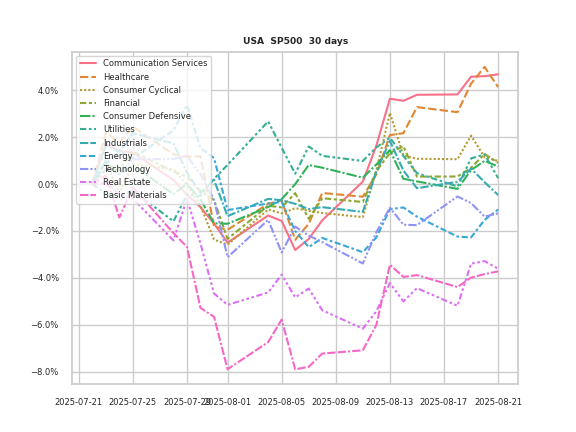 USA SP500 30 days
Communication Services
Healthcare
Consumer Cyclical
Financial
Consumer Defensive
Utilities
Industrials
Energy
Technology
Real Estate
Basic Materials
4.0%
2.0%
0.0%
−2.0%
−4.0%
−6.0%
−8.0%
2025-07-21 2025-07-25 2025-07-29 2025-08-01 2025-08-05 2025-08-09 2025-08-13 2025-08-17 2025-08-21